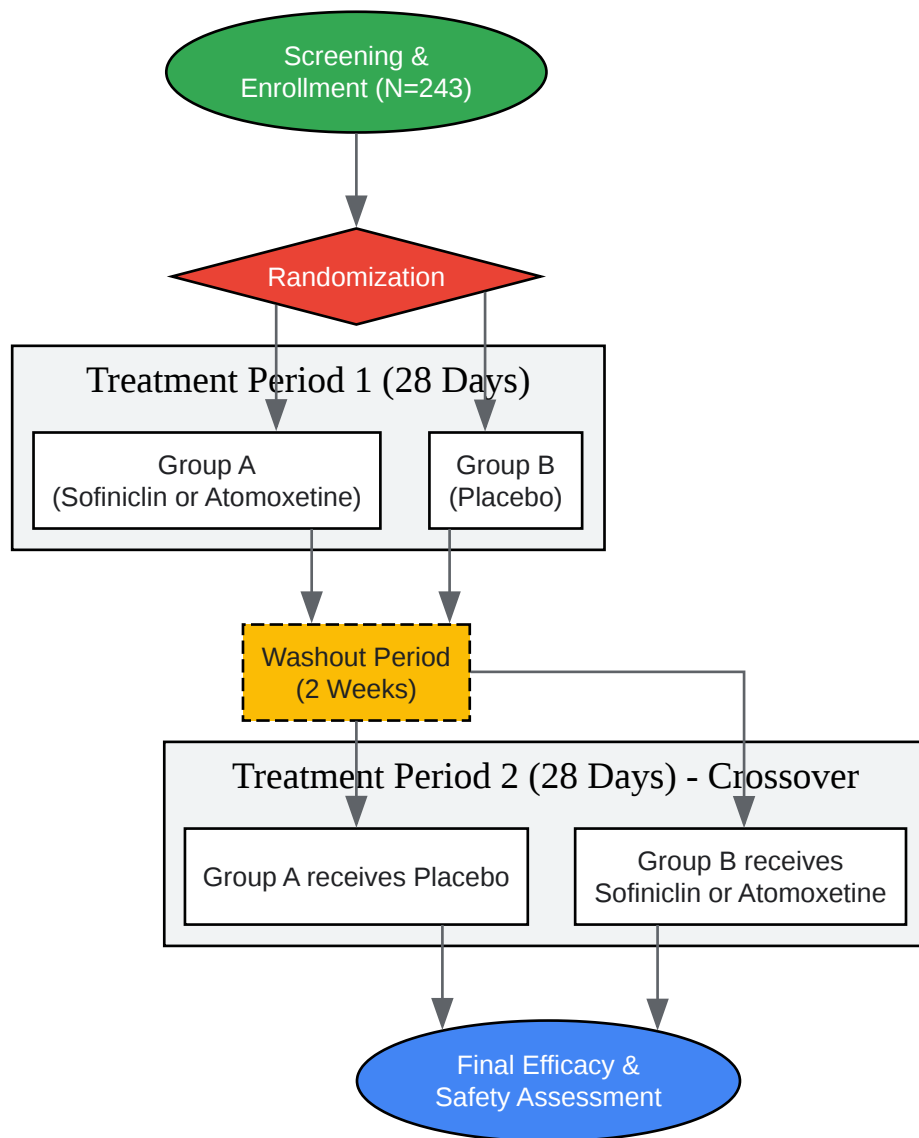 Screening &
Enrollment (N=243)
Randomization
Treatment Period 1 (28 Days)
Group A
(Sofiniclin or Atomoxetine)
Group B
(Placebo)
Washout Period
(2 Weeks)
Treatment Period 2 (28 Days) - Crossover
Group A receives Placebo
Group B receives
Sofiniclin or Atomoxetine
Final Efficacy &
Safety Assessment